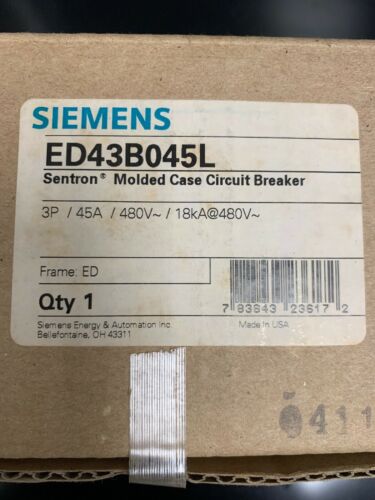 SIEMENS
ED43B045L
Sentron® Molded Case Circuit Breaker
3P / 45A / 480V~ / 18kA@480V~
Frame: ED
Qty 1
7 83643 23617 2
Siemens Energy & Automation Inc.
Bellefontaine, OH 43311
Made In USA
0411